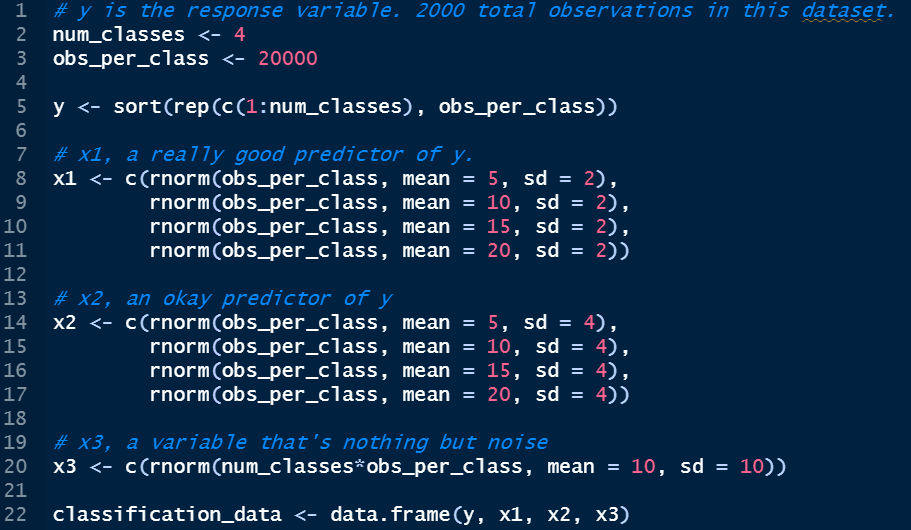 1 # y is the response variable. 2000 total observations in this dataset.
2 num_classes <- 4
3 obs_per_class <- 20000
4
5 y <- sort(rep(c(1:num_classes), obs_per_class))
6
7 # x1, a really good predictor of y.
8 x1 <- c(rnorm(obs_per_class, mean = 5, sd = 2),
9 rnorm(obs_per_class, mean = 10, sd = 2),
10 rnorm(obs_per_class, mean = 15, sd = 2),
11 rnorm(obs_per_class, mean = 20, sd = 2))
12
13 # x2, an okay predictor of y
14 x2 <- c(rnorm(obs_per_class, mean = 5, sd = 4),
15 rnorm(obs_per_class, mean = 10, sd = 4),
16 rnorm(obs_per_class, mean = 15, sd = 4),
17 rnorm(obs_per_class, mean = 20, sd = 4))
18
19 # x3, a variable that's nothing but noise
20 x3 <- c(rnorm(num_classes*obs_per_class, mean = 10, sd = 10))
21
22 classification_data <- data.frame(y, x1, x2, x3)